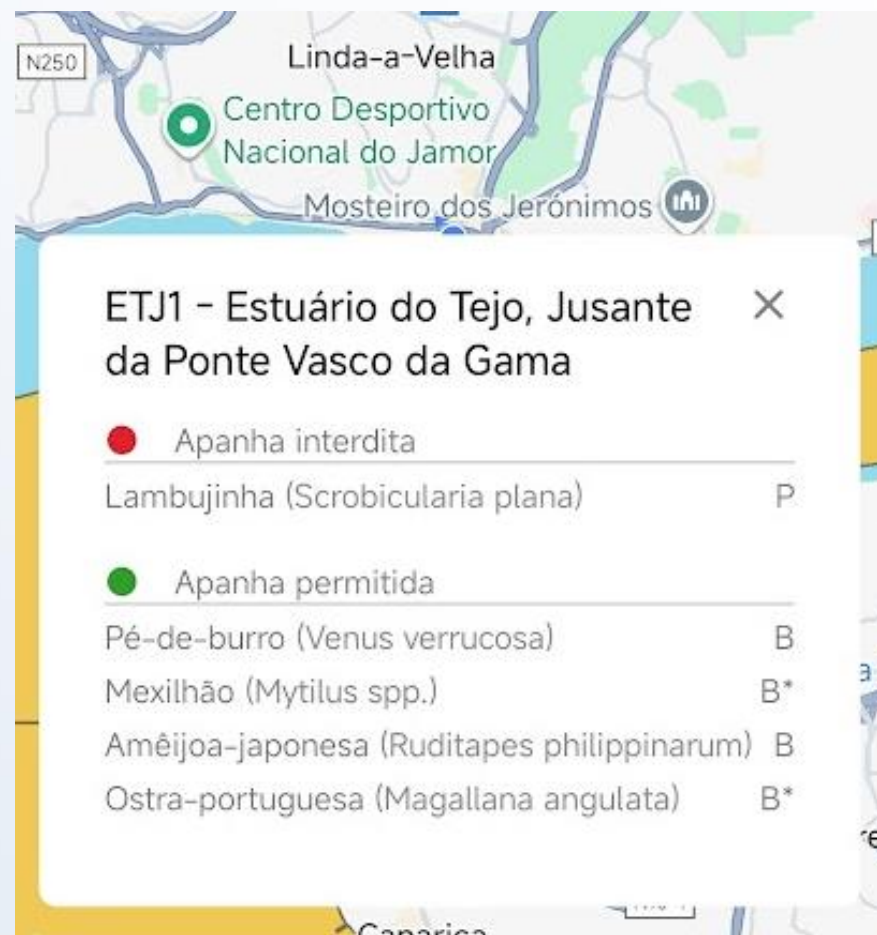 N250
Linda-a-Velha
Centro Desportivo
Nacional do Jamor
Mosteiro dos Jerónimos
ETJ1 - Estuário do Tejo, Jusante
da Ponte Vasco da Gama
Apanha interdita
Lambujinha (Scrobicularia plana) P
Apanha permitida
Pé-de-burro (Venus verrucosa) B
Mexilhão (Mytilus spp.) B*
Amêijoa-japonesa (Ruditapes philippinarum) B
Ostra-portuguesa (Magallana angulata) B*
Caparica